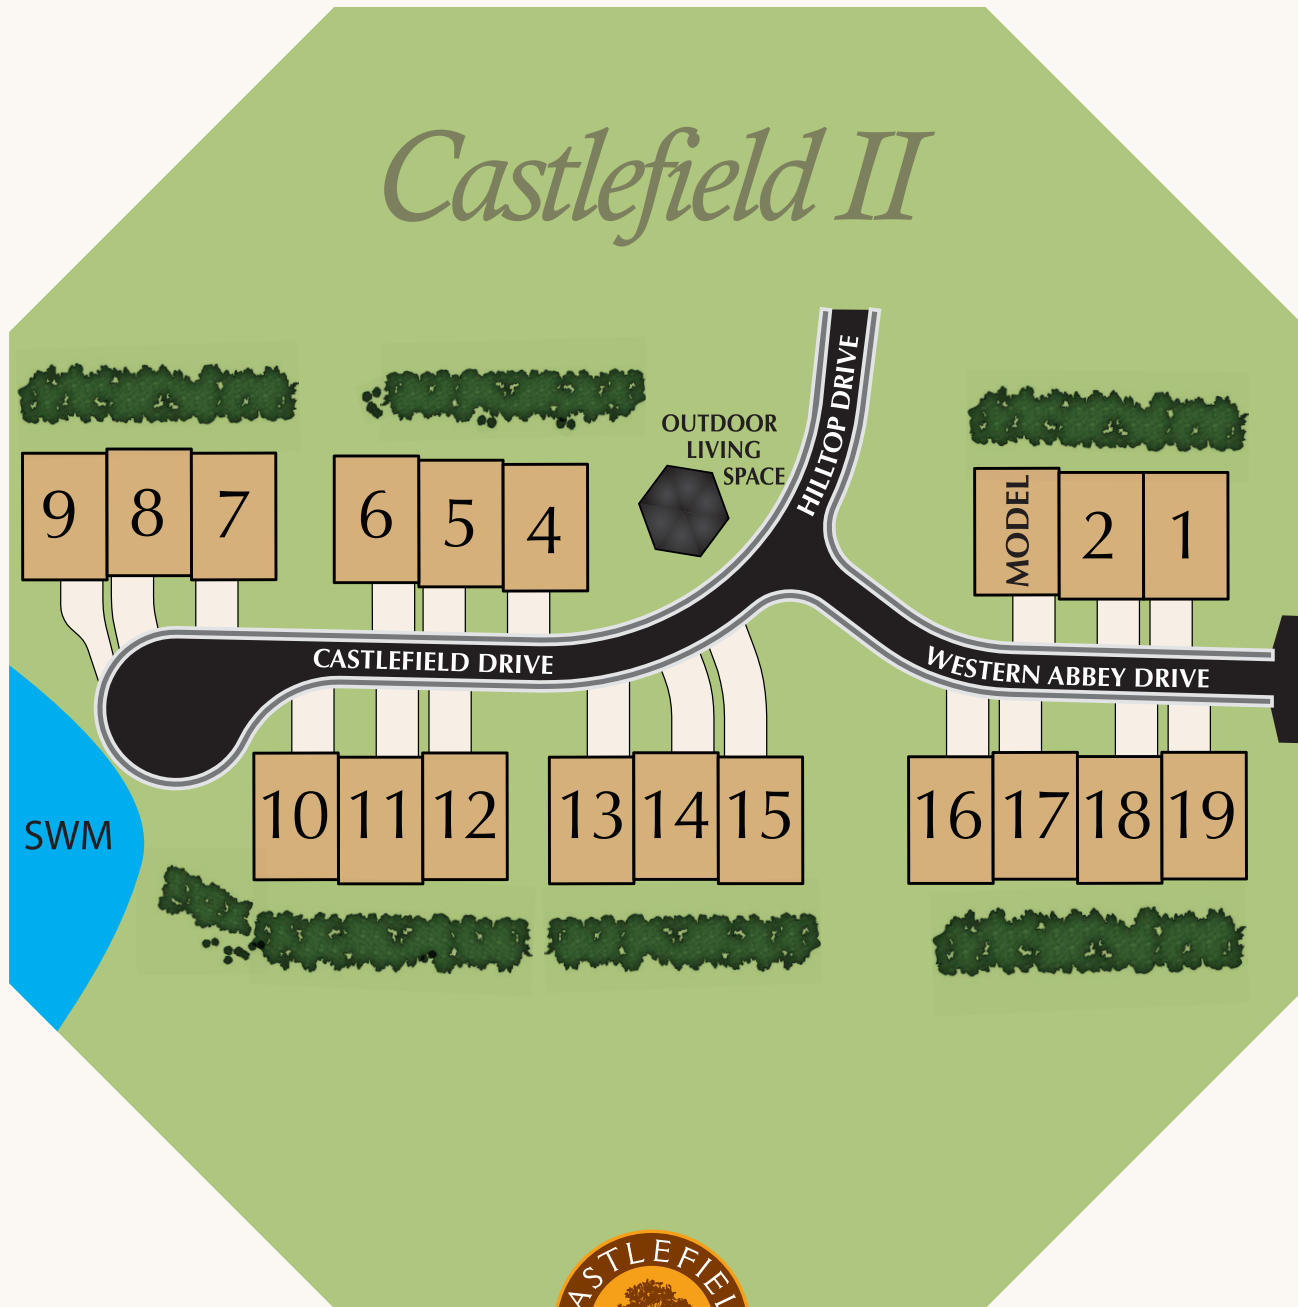 Castlefield II
HILLTOP DRIVE
OUTDOOR
LIVING
SPACE
9 8 7
6 5 4
MODEL 2 1
CASTLEFIELD DRIVE
WESTERN ABBEY DRIVE
SWM
10 11 12
13 14 15
16 17 18 19
ASTLEFIEL